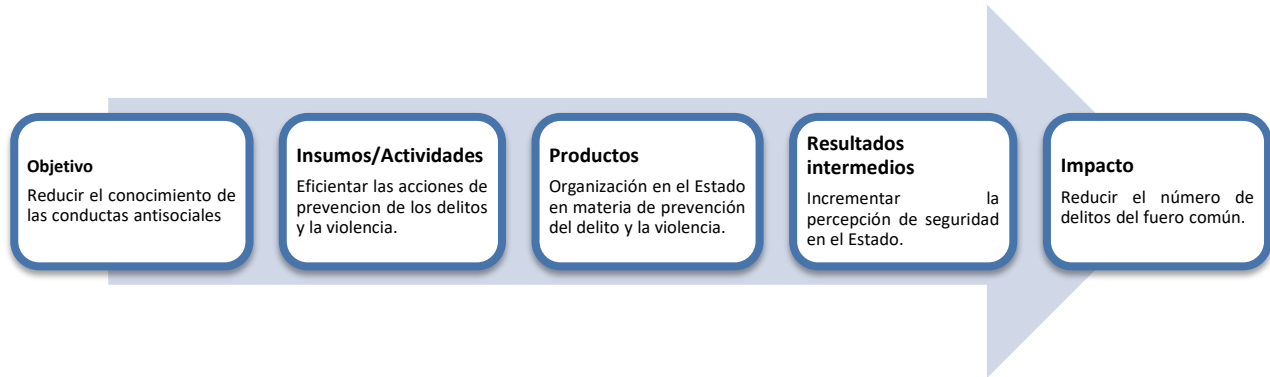 Objetivo
Reducir el conocimiento de
las conductas antisociales
Insumos/Actividades
Eficientar las acciones de
prevencion de los delitos
y la violencia.
Productos
Organización en el Estado
en materia de prevención
del delito y la violencia.
Resultados
intermedios
Incrementar la
percepción de seguridad
en el Estado.
Impacto
Reducir el número de
delitos del fuero común.